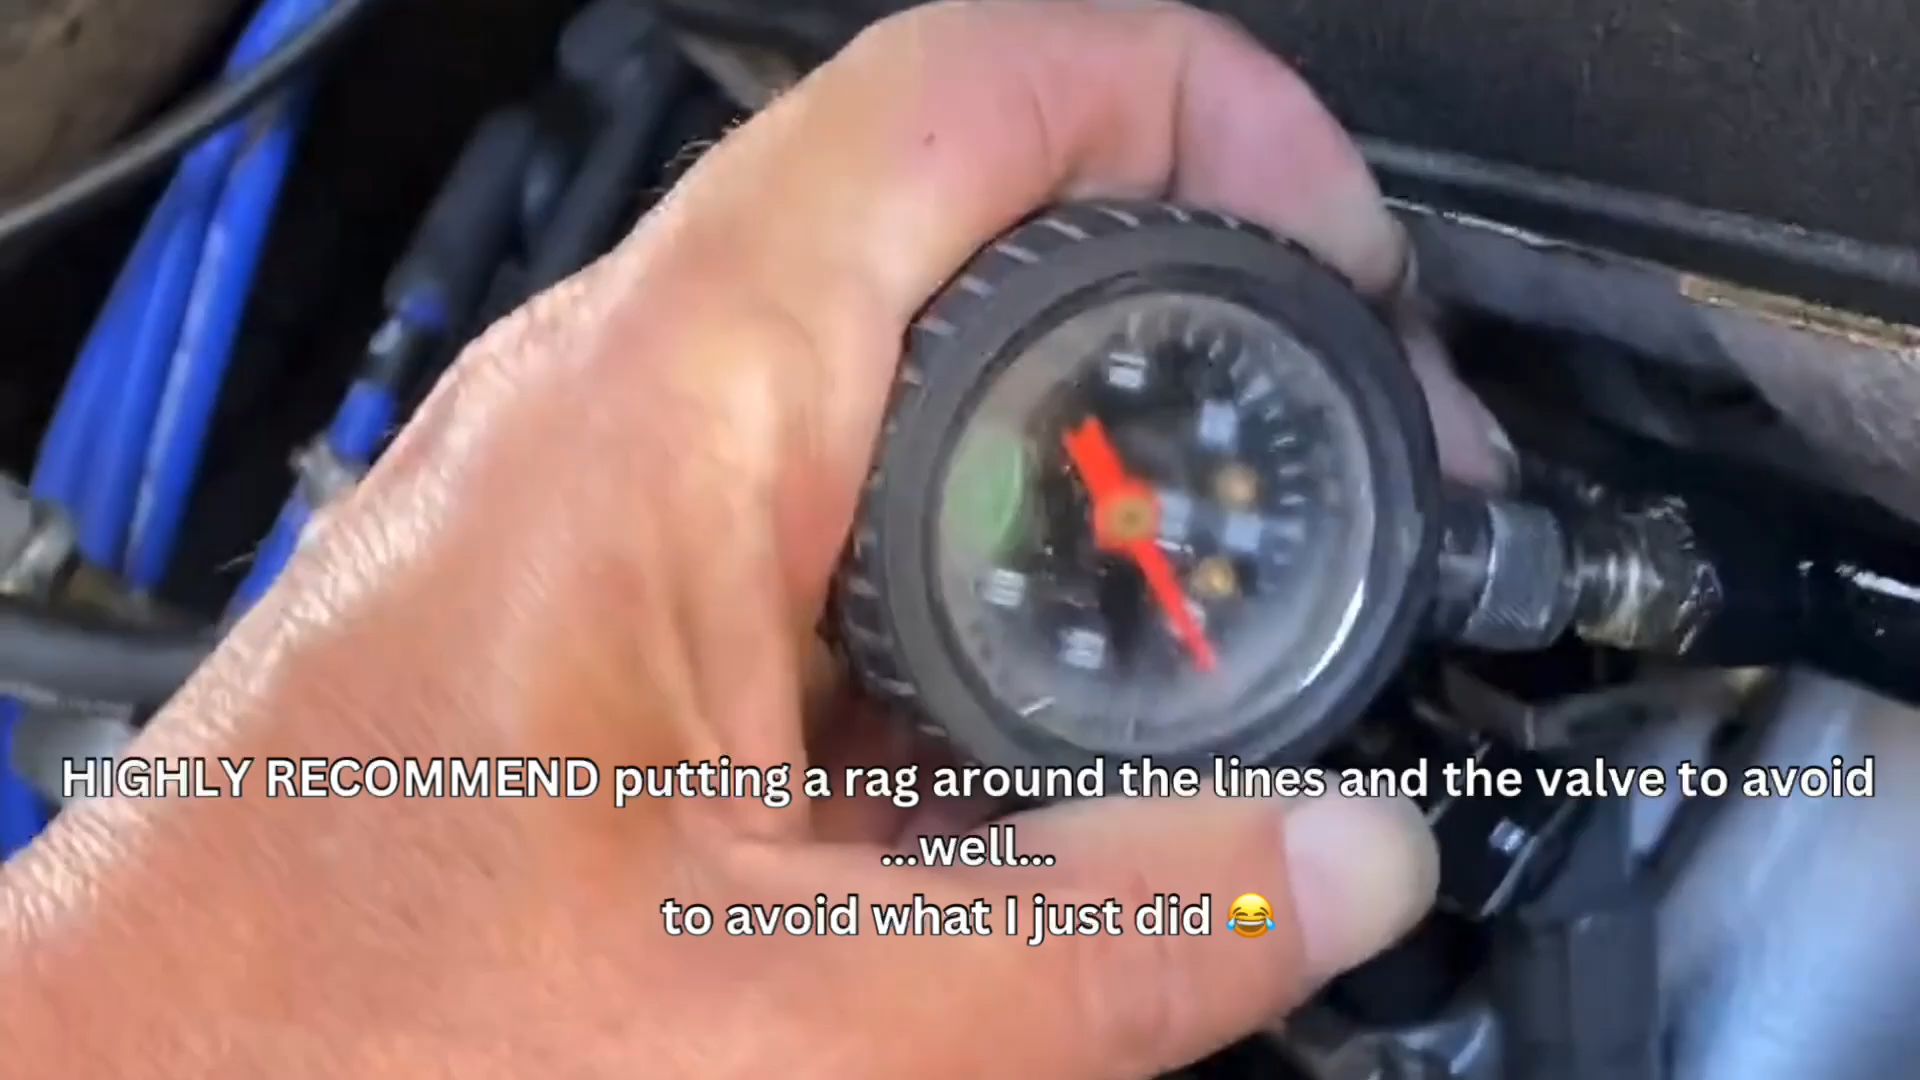 HIGHLY RECOMMEND putting a rag around the lines and the valve to avoid
...well...
to avoid what I just did 😂